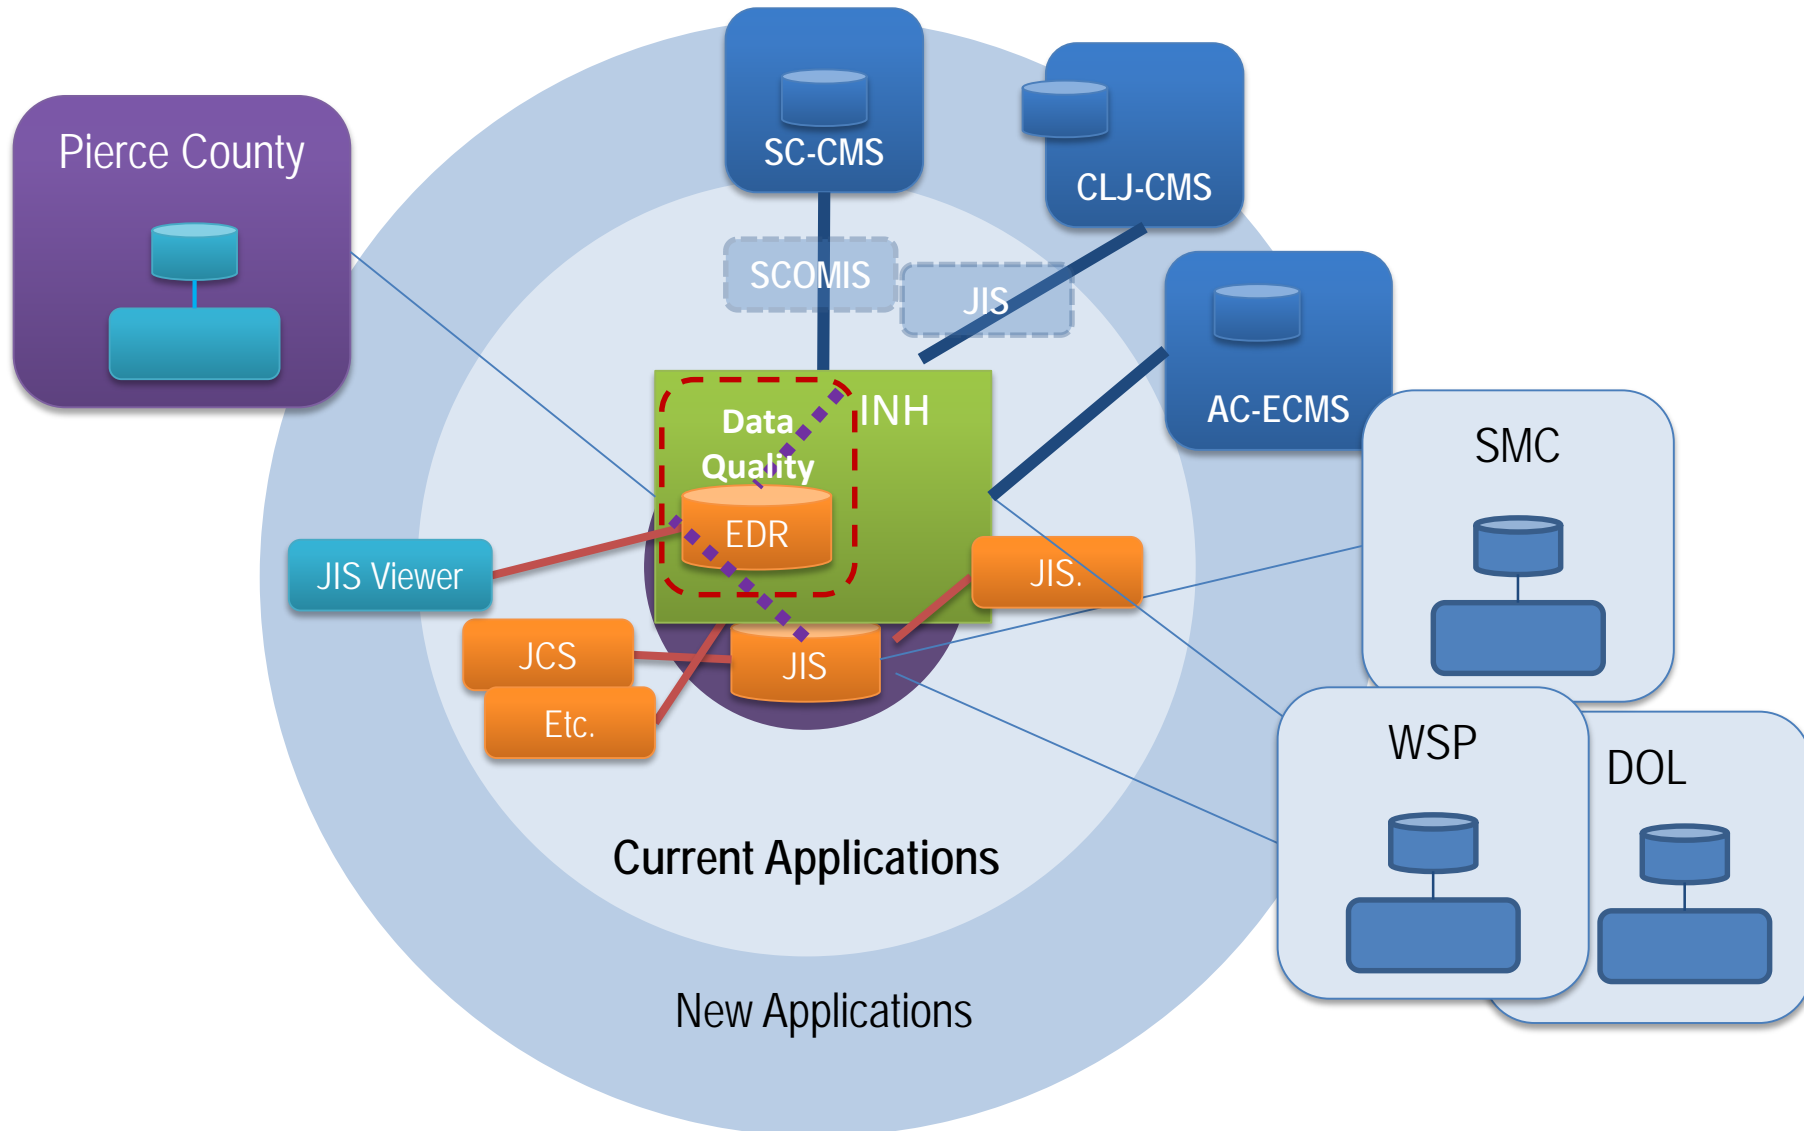 SC-CMS
Pierce County
CLJ-CMS
SCOMIS
JIS
AC-ECMS
INH
Data
Quality
SMC
EDR
JIS Viewer
JIS.
JCS
JIS
Etc.
WSP
DOL
Current Applications
New Applications